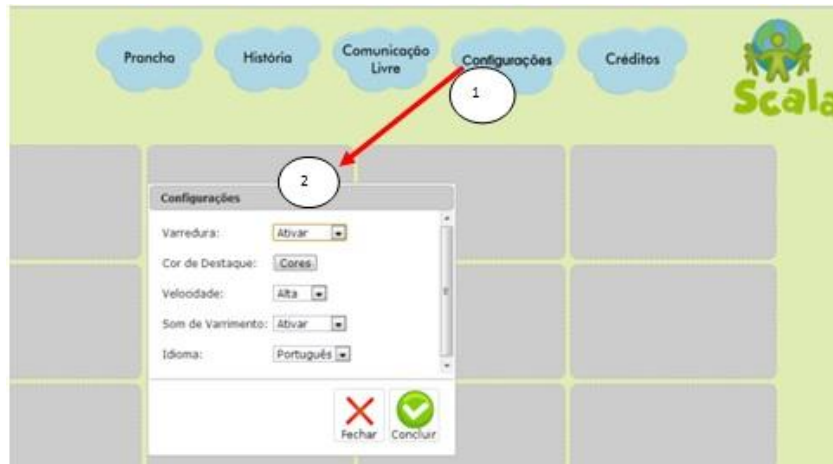 Prancha
História
Comunicação
Livre
Configurações
Créditos
Scala
1
2
Configurações
Varredura: Ativar
Cor de Destaque: Cores
Velocidade: Alta
Som de Varrimento: Ativar
Idioma: Português
Fechar Concluir